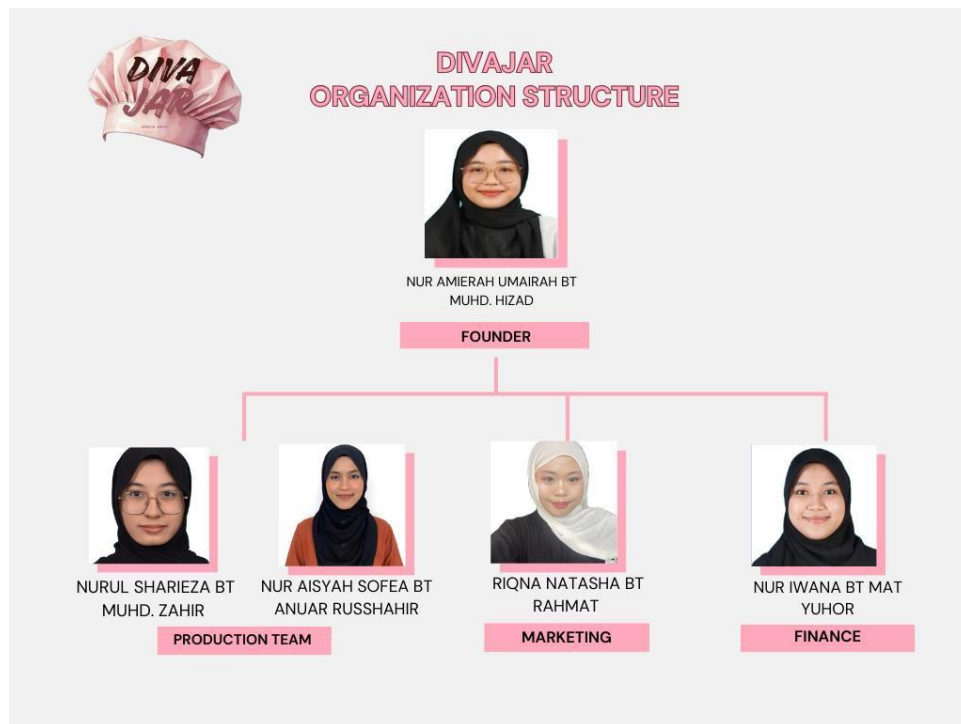 DIVA
JAR
DIVAJAR
ORGANIZATION STRUCTURE
NUR AMIERAH UMAIRAH BT
MUHD. HIZAD
FOUNDER
NURUL SHARIEZA BT
MUHD. ZAHIR
NUR AISYAH SOFEA BT
ANUAR RUSSHAHIR
PRODUCTION TEAM
RIQNA NATASHA BT
RAHMAT
MARKETING
NUR IWANA BT MAT
YUHOR
FINANCE